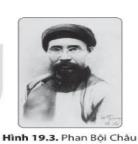 Hình 19.3. Phan Bội Châu